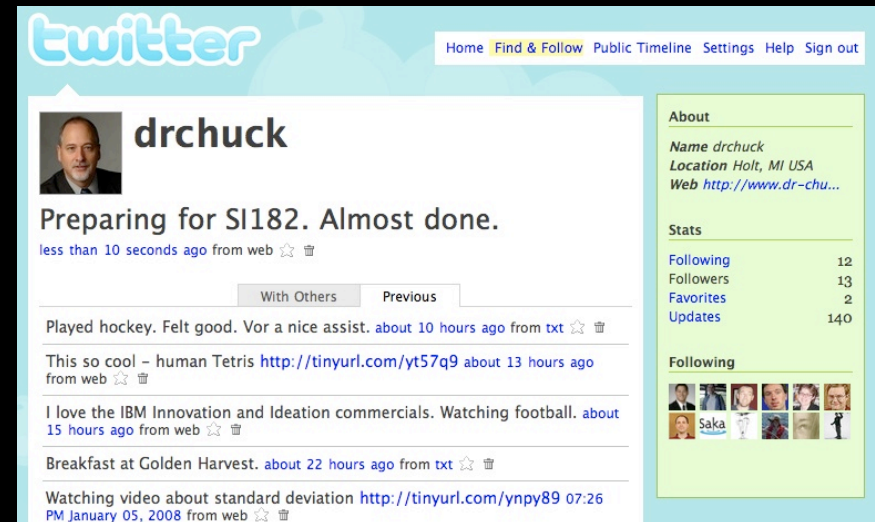 twitter
Home Find & Follow Public Timeline Settings Help Sign out
drchuck
Preparing for SI182. Almost done.
less than 10 seconds ago from web
With Others Previous
Played hockey. Felt good. Vor a nice assist. about 10 hours ago from txt
This so cool – human Tetris http://tinyurl.com/yt57q9 about 13 hours ago
from web
I love the IBM Innovation and Ideation commercials. Watching football. about
15 hours ago from web
Breakfast at Golden Harvest. about 22 hours ago from txt
Watching video about standard deviation http://tinyurl.com/ynpy89 07:26
PM January 05, 2008 from web
About
Name drchuck
Location Holt, MI USA
Web http://www.dr-chu...
Stats
Following 12
Followers 13
Favorites 2
Updates 140
Following
Saka